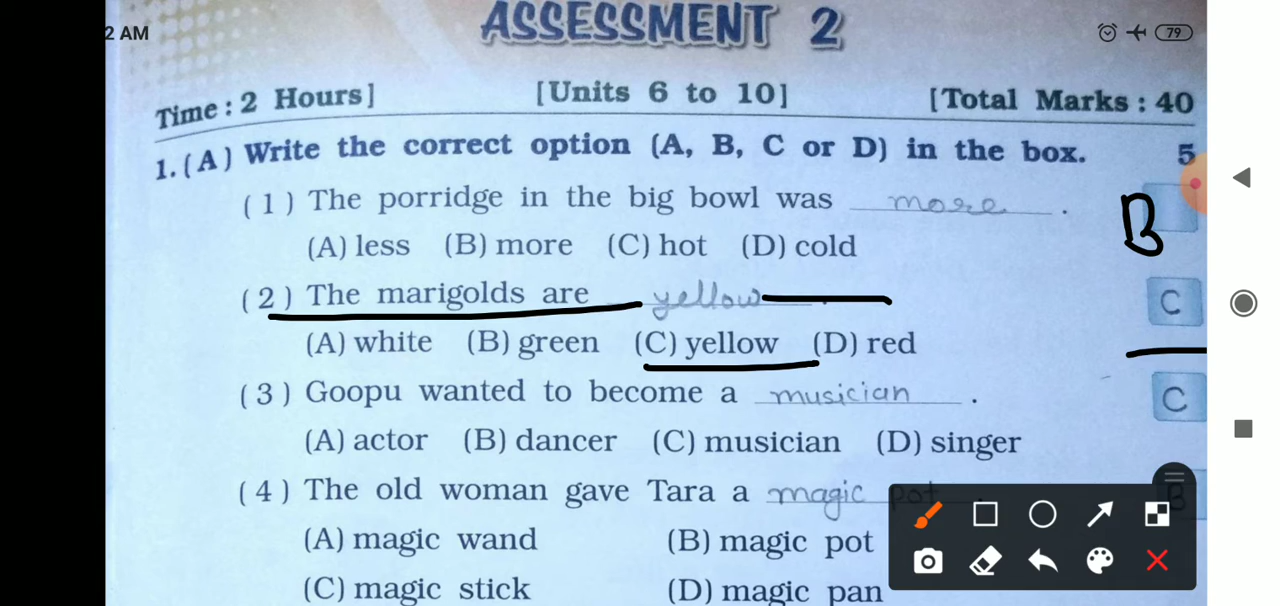 2 AM
79
ASSESSMENT 2
Time : 2 Hours]
[Units 6 to 10]
[Total Marks : 40
1. (A) Write the correct option (A, B, C or D) in the box. 5
(1) The porridge in the big bowl was more . B
(A) less (B) more (C) hot (D) cold
(2) The marigolds are yellow . C
(A) white (B) green (C) yellow (D) red
(3) Goopu wanted to become a musician . C
(A) actor (B) dancer (C) musician (D) singer
(4) The old woman gave Tara a magic pot . B
(A) magic wand (B) magic pot
(C) magic stick (D) magic pan